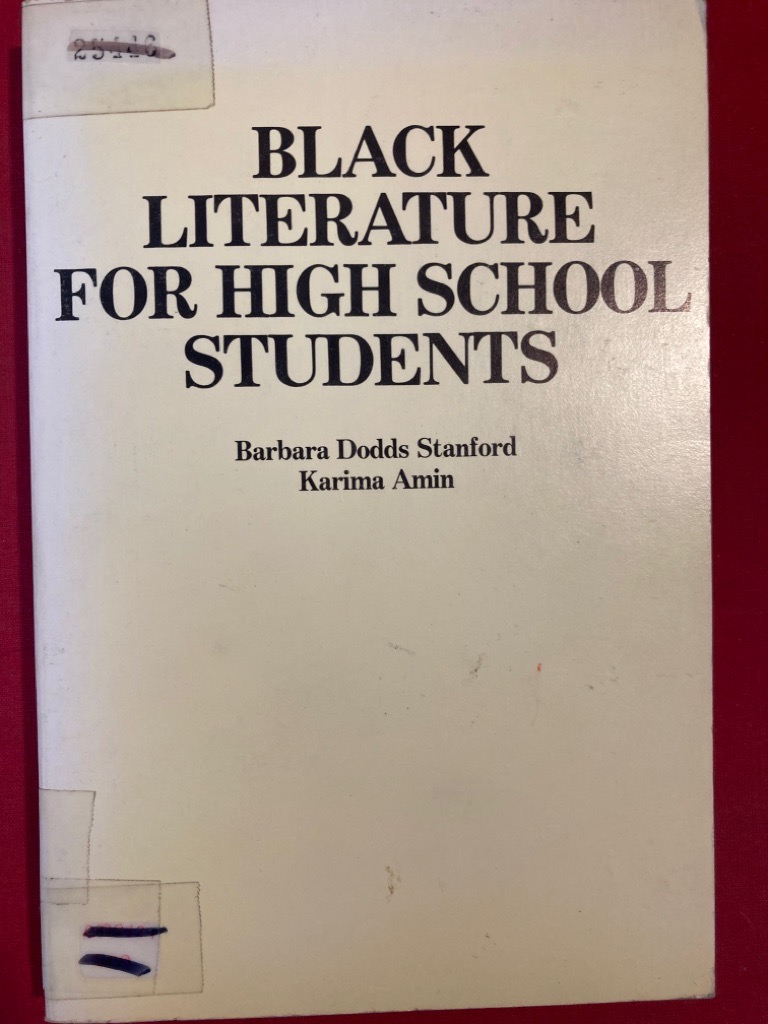 BLACK
LITERATURE
FOR HIGH SCHOOL
STUDENTS
Barbara Dodds Stanford
Karima Amin